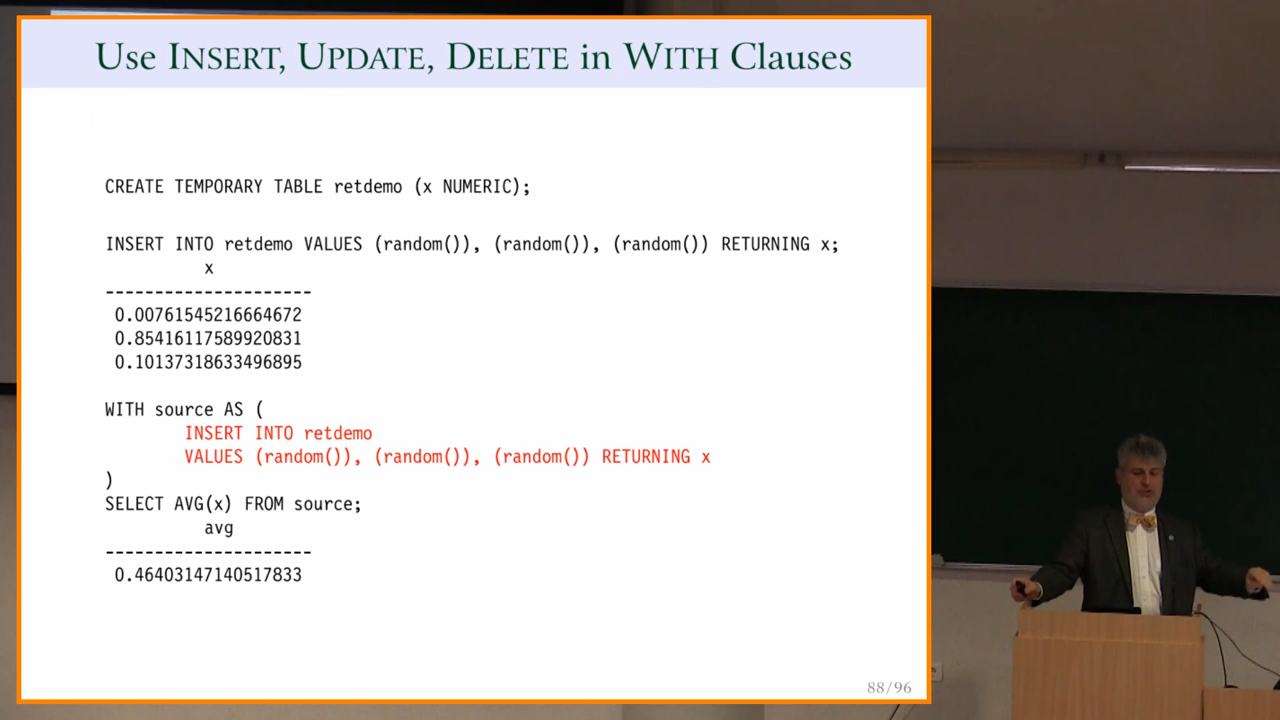 Use INSERT, UPDATE, DELETE in WITH Clauses
CREATE TEMPORARY TABLE retdemo (x NUMERIC);
INSERT INTO retdemo VALUES (random()), (random()), (random()) RETURNING x;
x
---------------------
0.00761545216664672
0.85416117589920831
0.10137318633496895
WITH source AS (
INSERT INTO retdemo
VALUES (random()), (random()), (random()) RETURNING x
)
SELECT AVG(x) FROM source;
avg
---------------------
0.46403147140517833
88/96